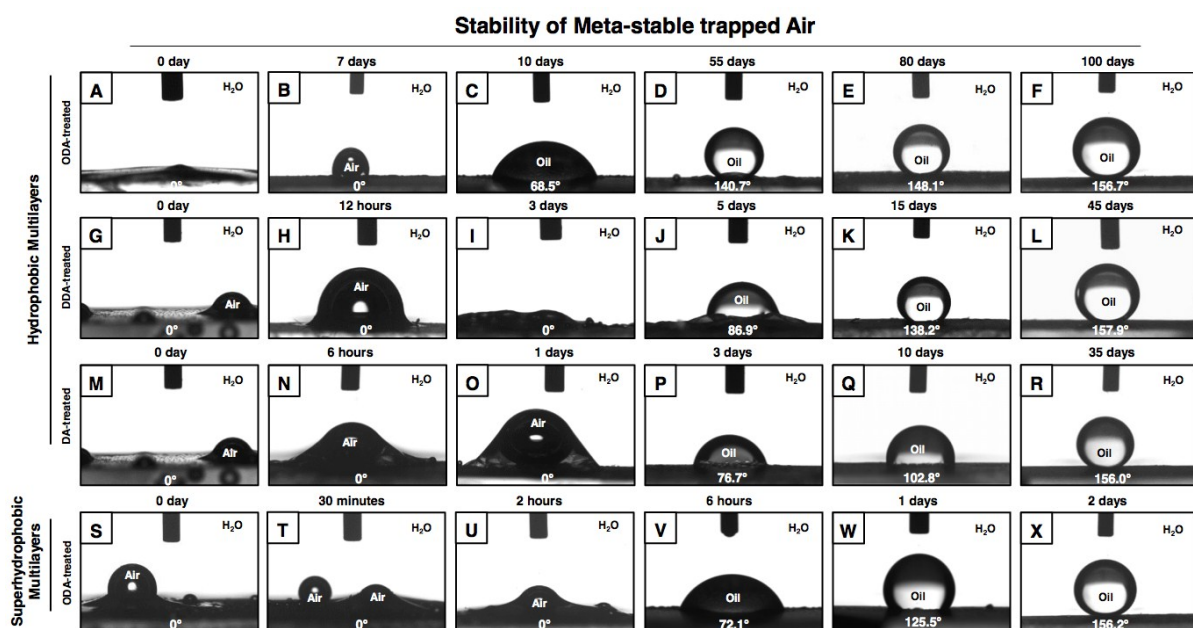 Stability of Meta-stable trapped Air
0 day 7 days 10 days 55 days 80 days 100 days
Hydrophobic Multilayers
ODA-treated
A H₂O B H₂O C H₂O D H₂O E H₂O F H₂O
Air Oil Oil Oil Oil
0° 0° 68.5° 140.7° 148.1° 156.7°
0 day 12 hours 3 days 5 days 15 days 45 days
DDA-treated
G H₂O H H₂O I H₂O J H₂O K H₂O L H₂O
Air Air Oil Oil Oil
0° 0° 0° 86.9° 138.2° 157.9°
0 day 6 hours 1 days 3 days 10 days 35 days
DA-treated
M H₂O N H₂O O H₂O P H₂O Q H₂O R H₂O
Air Air Air Oil Oil Oil
0° 0° 0° 76.7° 102.8° 156.0°
0 day 30 minutes 2 hours 6 hours 1 days 2 days
Superhydrophobic
Multilayers
ODA-treated
S H₂O T H₂O U H₂O V H₂O W H₂O X H₂O
Air Air Air Air Oil Oil Oil
0° 0° 0° 72.1° 125.5° 156.2°